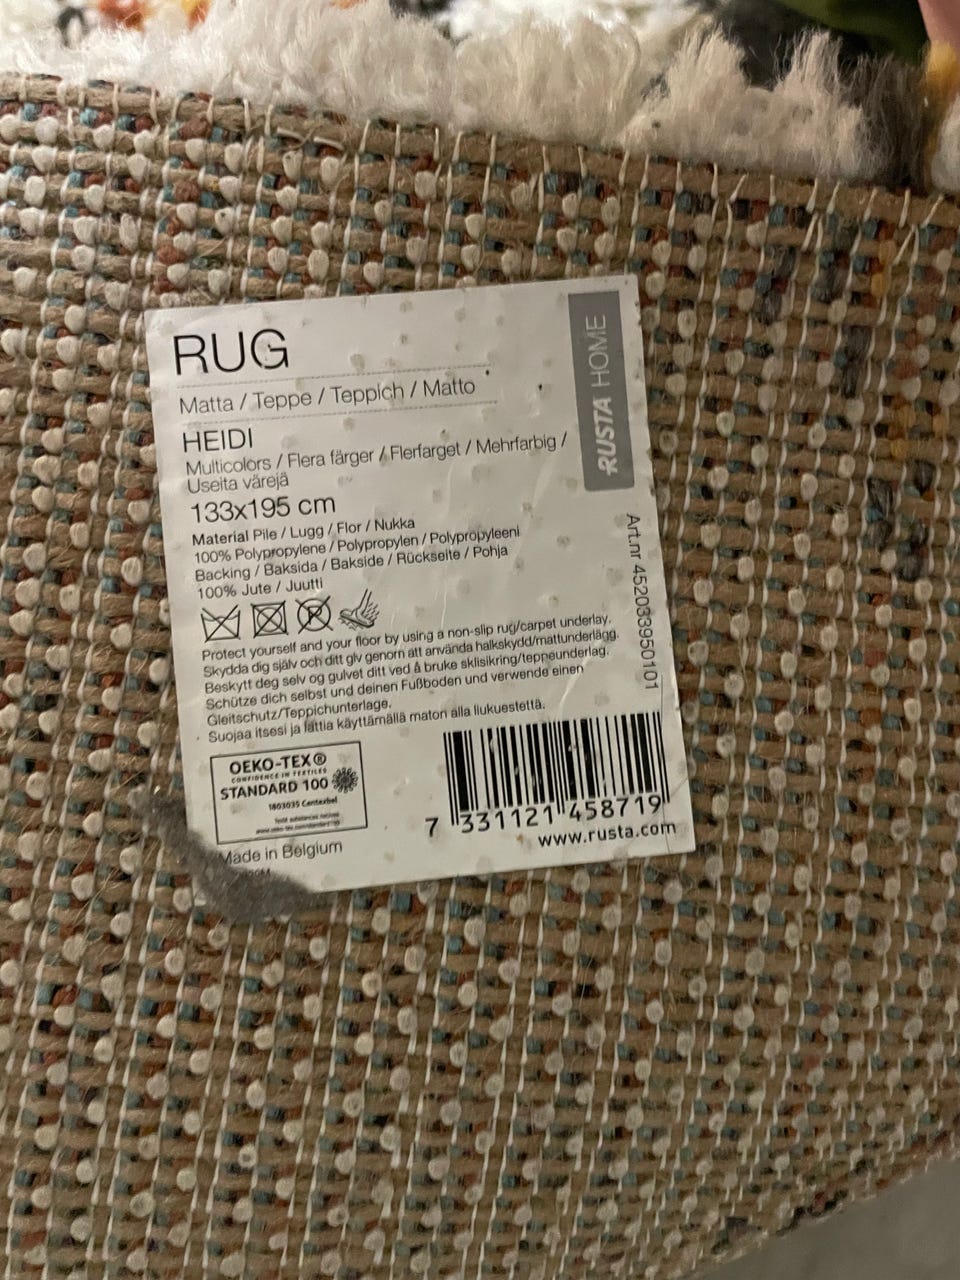 RUG
Matta / Teppe / Teppich / Matto
HEIDI
Multicolors / Flera färger / Flerfarget / Mehrfarbig /
Useita värejä
133x195 cm
Material Pile / Lugg / Flor / Nukka
100% Polypropylene / Polypropylen / Polypropyleeni
Backing / Baksida / Bakside / Rückseite / Pohja
100% Jute / Juutti
Protect yourself and your floor by using a non-slip rug/carpet underlay.
Skydda dig själv och ditt glv genom att använda halkskydd/mattunderlägg.
Beskytt deg selv og gulvet ditt ved å bruke sklisikring/teppeunderlag.
Schütze dich selbst und deinen Fußboden und verwende einen
Gleitschutz/Teppichunterlage.
Suojaa itsesi ja lattia käyttämällä maton alla liukuestettä.
RUSTA HOME
Art.nr 452033950101
OEKO-TEX®
CONFIDENCE IN TEXTILES
STANDARD 100
1803035 Centexbel
Made in Belgium
7 331121 458719
www.rusta.com